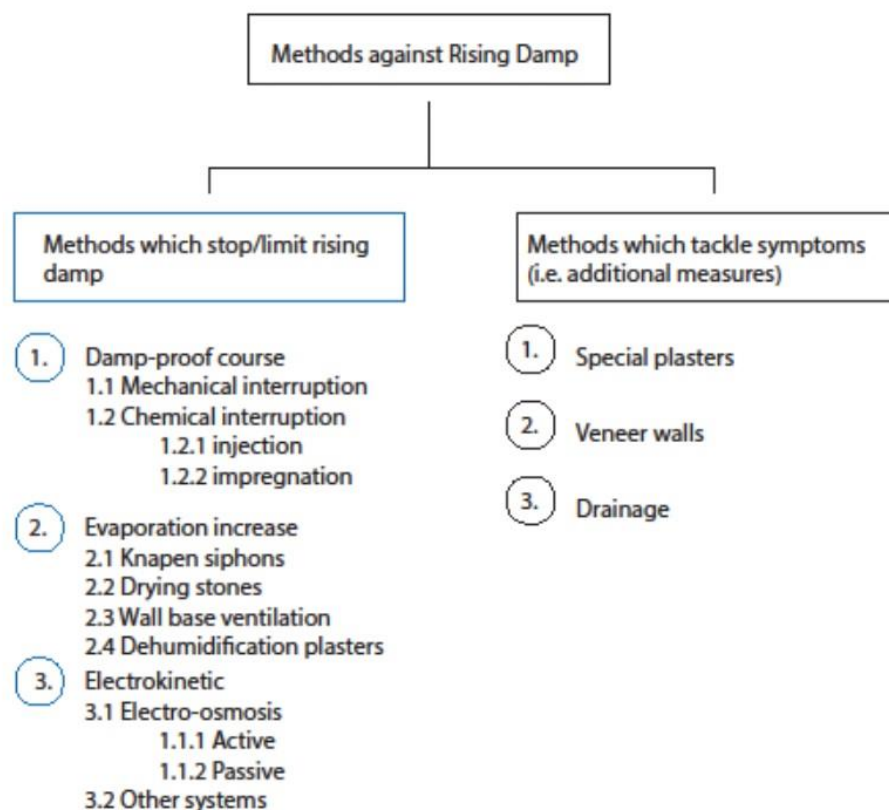 Methods against Rising Damp
Methods which stop/limit rising
damp
1. Damp-proof course
1.1 Mechanical interruption
1.2 Chemical interruption
1.2.1 injection
1.2.2 impregnation
2. Evaporation increase
2.1 Knapen siphons
2.2 Drying stones
2.3 Wall base ventilation
2.4 Dehumidification plasters
3. Electrokinetic
3.1 Electro-osmosis
1.1.1 Active
1.1.2 Passive
3.2 Other systems
Methods which tackle symptoms
(i.e. additional measures)
1. Special plasters
2. Veneer walls
3. Drainage